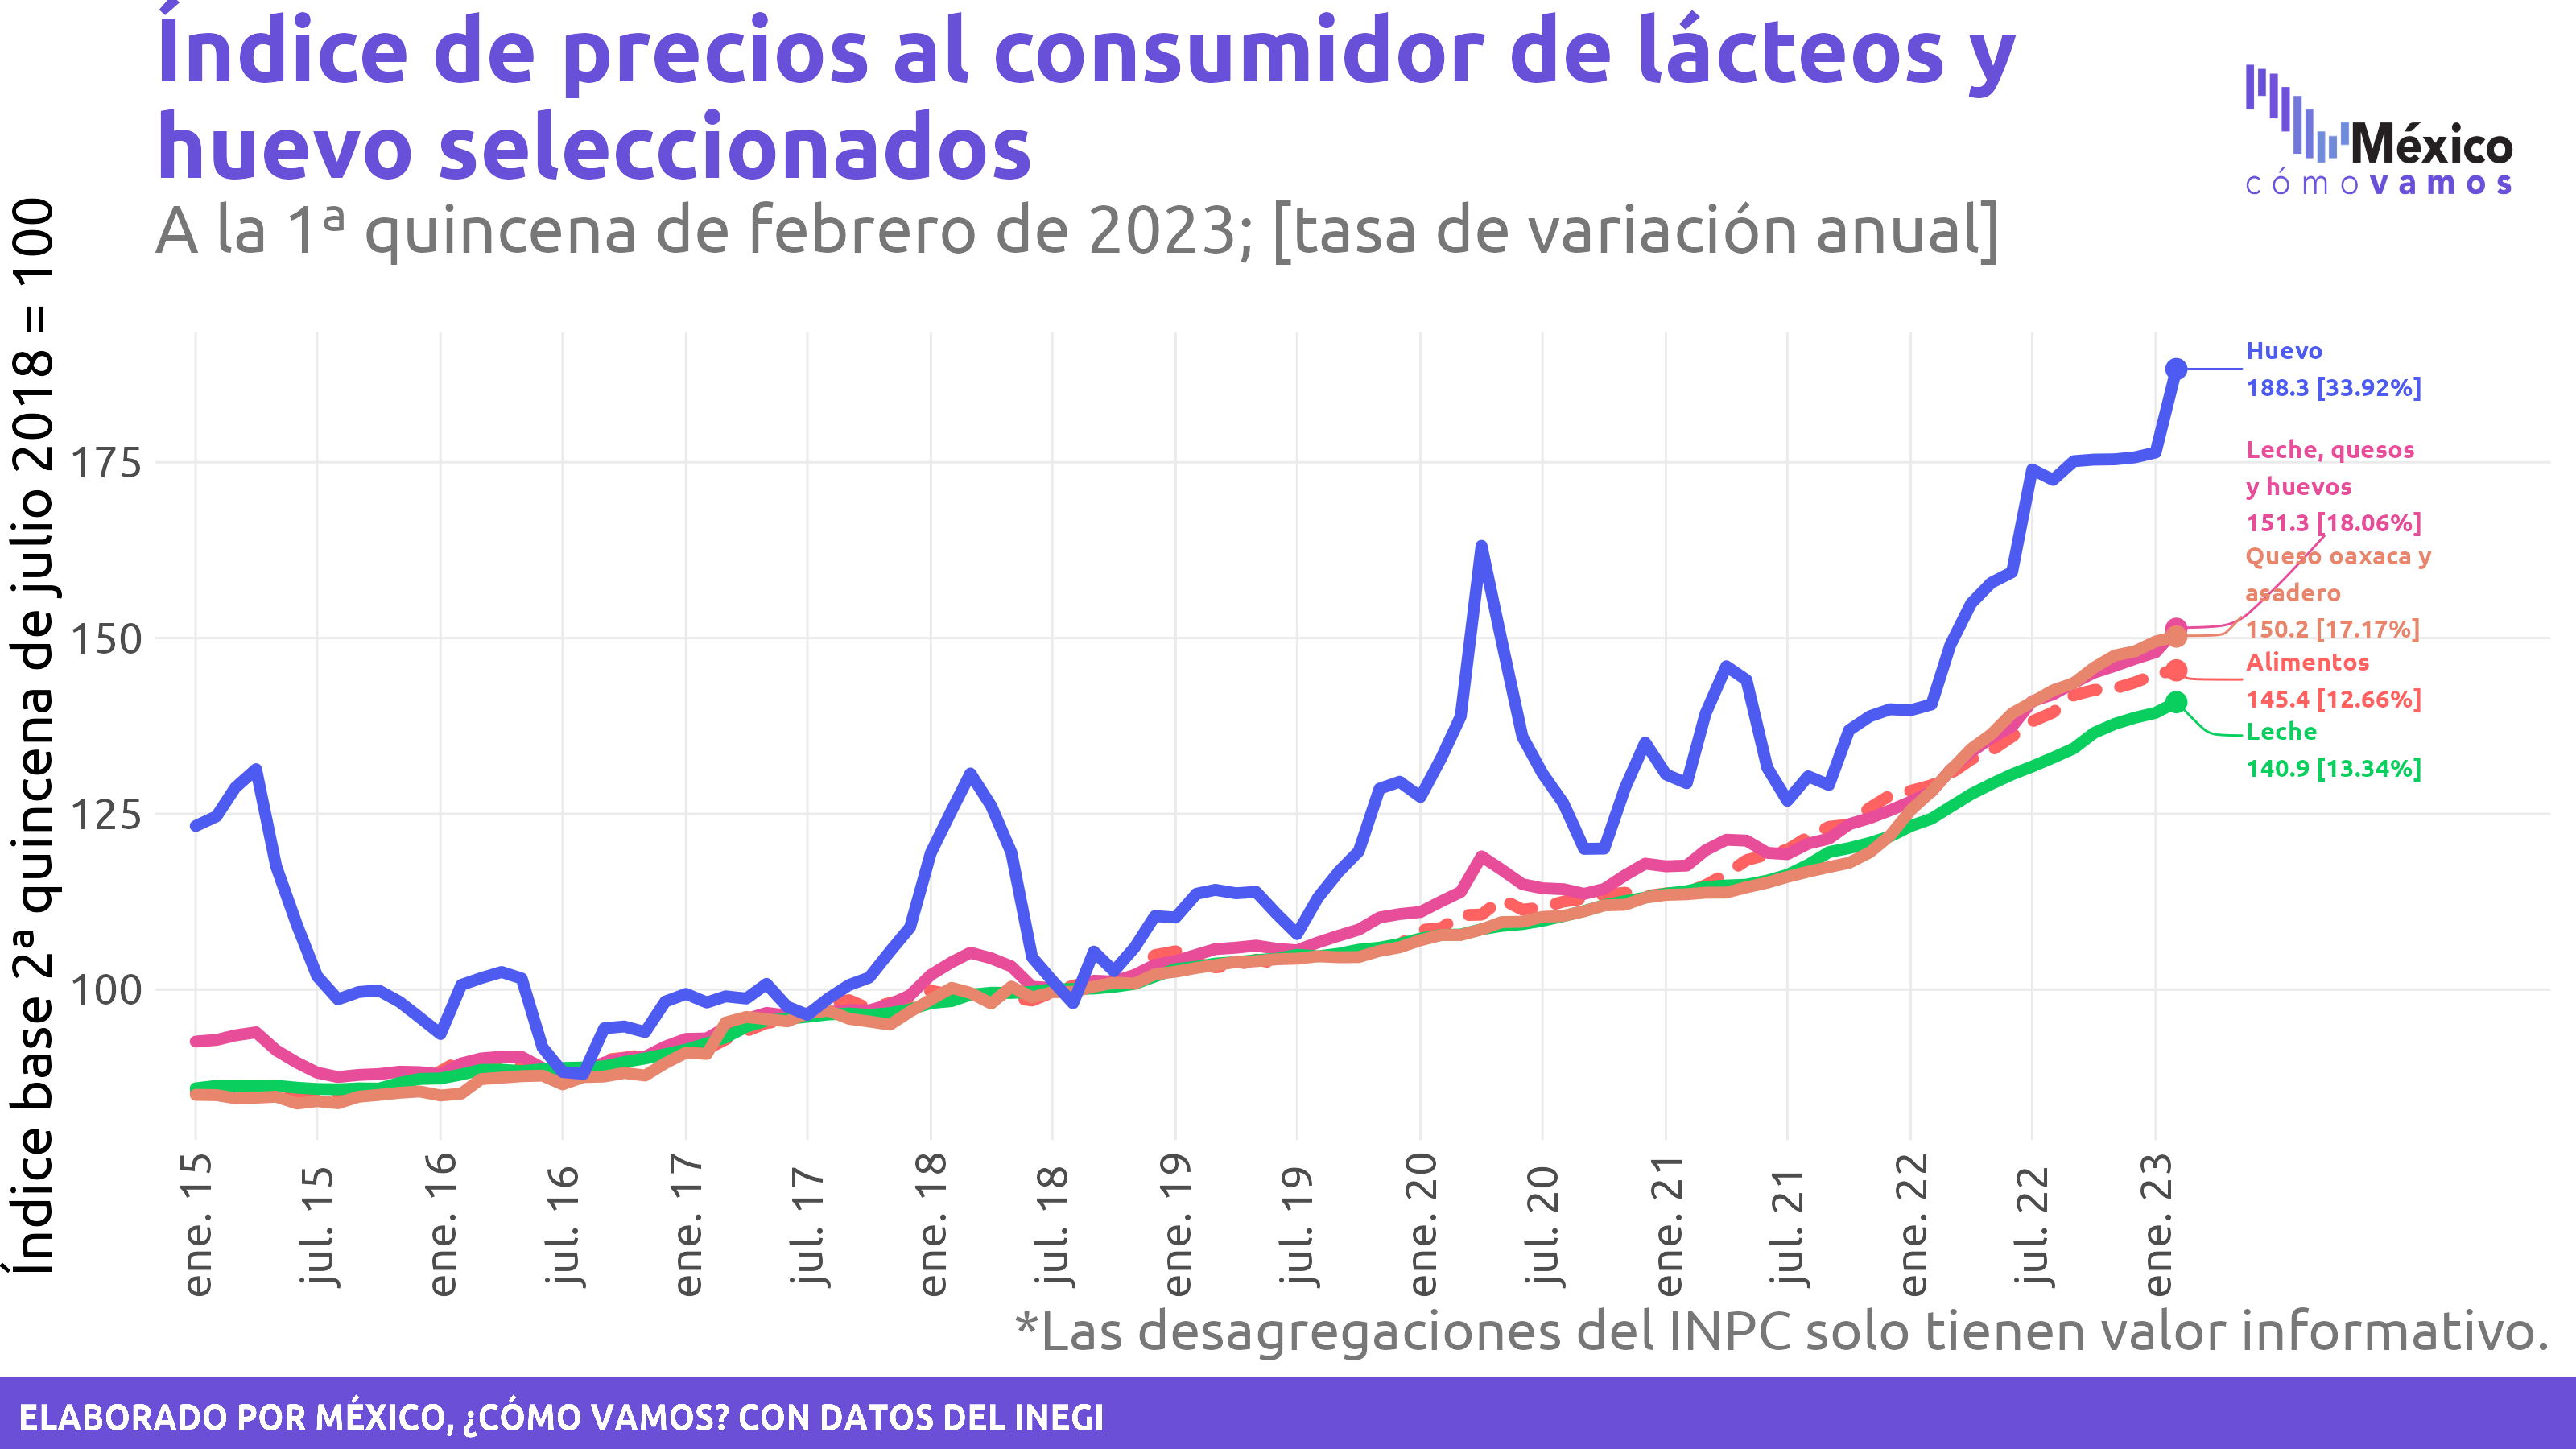 Índice de precios al consumidor de lácteos y
huevo seleccionados
A la 1ª quincena de febrero de 2023; [tasa de variación anual]
México
cómovamos
Índice base 2ª quincena de julio 2018 = 100
175
150
125
100
Huevo
188.3 [33.92%]
Leche, quesos
y huevos
151.3 [18.06%]
Queso oaxaca y
asadero
150.2 [17.17%]
Alimentos
145.4 [12.66%]
Leche
140.9 [13.34%]
ene. 15
jul. 15
ene. 16
jul. 16
ene. 17
jul. 17
ene. 18
jul. 18
ene. 19
jul. 19
ene. 20
jul. 20
ene. 21
jul. 21
ene. 22
jul. 22
ene. 23
*Las desagregaciones del INPC solo tienen valor informativo.
ELABORADO POR MÉXICO, ¿CÓMO VAMOS? CON DATOS DEL INEGI